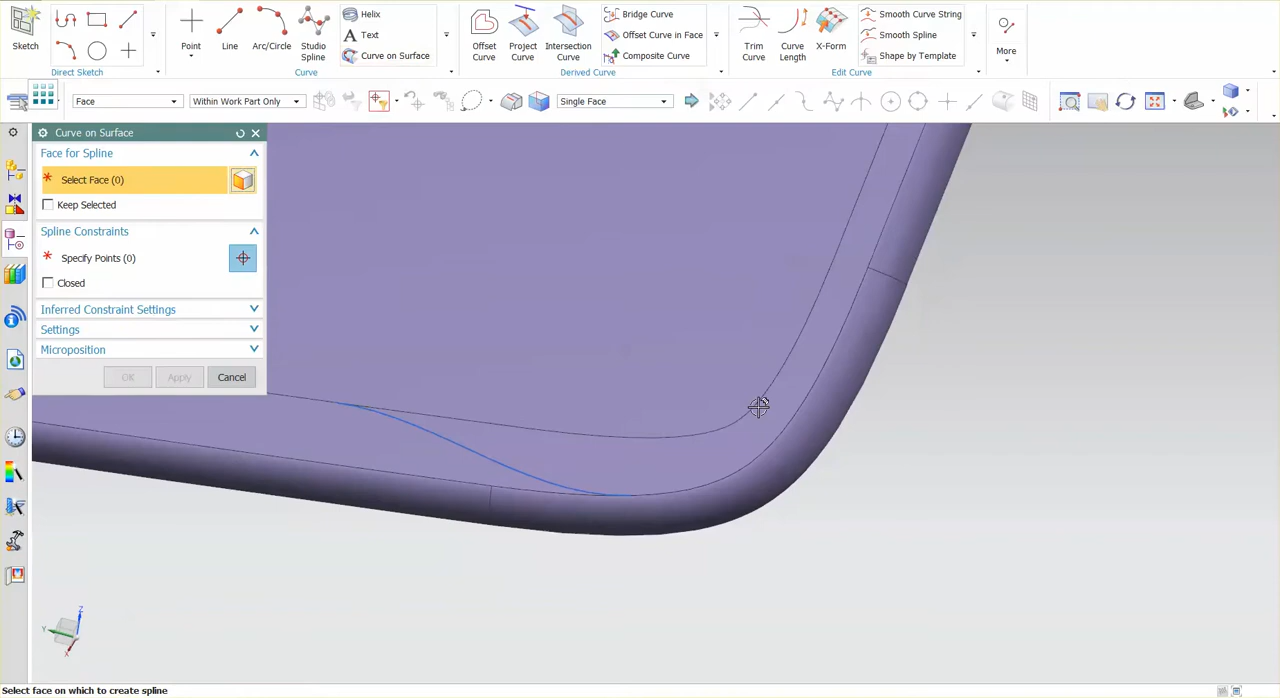 Sketch
Direct Sketch
Point
Line
Arc/Circle
Studio Spline
Helix
Text
Curve on Surface
Curve
Offset Curve
Project Curve
Intersection Curve
Bridge Curve
Offset Curve in Face
Composite Curve
Derived Curve
Trim Curve
Curve Length
X-Form
Smooth Curve String
Smooth Spline
Shape by Template
Edit Curve
More
Face
Within Work Part Only
Single Face
Curve on Surface
Face for Spline
* Select Face (0)
Keep Selected
Spline Constraints
* Specify Points (0)
Closed
Inferred Constraint Settings
Settings
Microposition
OK
Apply
Cancel
Z
Y
X
Select face on which to create spline